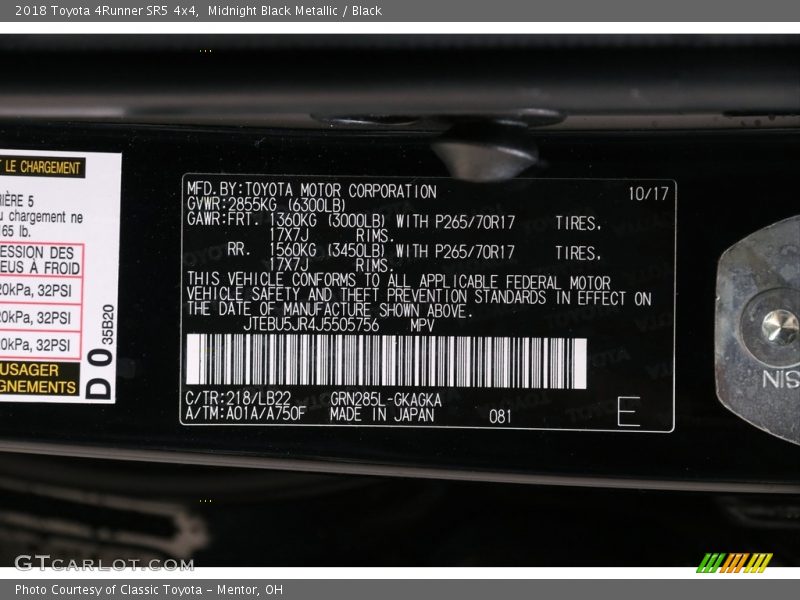 2018 Toyota 4Runner SR5 4x4,  Midnight Black Metallic / Black
T LE CHARGEMENT
IÈRE 5
u chargement ne
65 lb.
ESSION DES
EUS À FROID
20kPa, 32PSI
20kPa, 32PSI
20kPa, 32PSI
USAGER
GNEMENTS
D0 35B20
MFD.BY:TOYOTA MOTOR CORPORATION 10/17
GVWR:2855KG (6300LB)
GAWR:FRT. 1360KG (3000LB) WITH P265/70R17 TIRES.
17X7J RIMS.
RR. 1560KG (3450LB) WITH P265/70R17 TIRES.
17X7J RIMS.
THIS VEHICLE CONFORMS TO ALL APPLICABLE FEDERAL MOTOR
VEHICLE SAFETY AND THEFT PREVENTION STANDARDS IN EFFECT ON
THE DATE OF MANUFACTURE SHOWN ABOVE.
JTEBU5JR4J5505756 MPV
C/TR:218/LB22 GRN285L-GKAGKA
A/TM:A01A/A750F MADE IN JAPAN 081 E
NIS
GTCARLOT.COM
Photo Courtesy of Classic Toyota - Mentor, OH